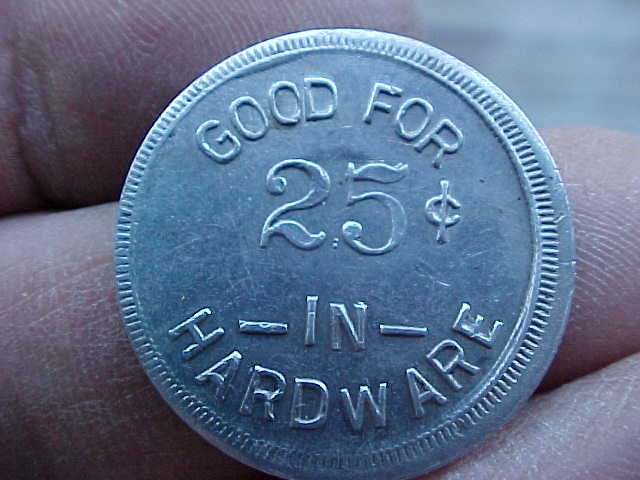 GOOD FOR
25¢
– IN –
HARDWARE